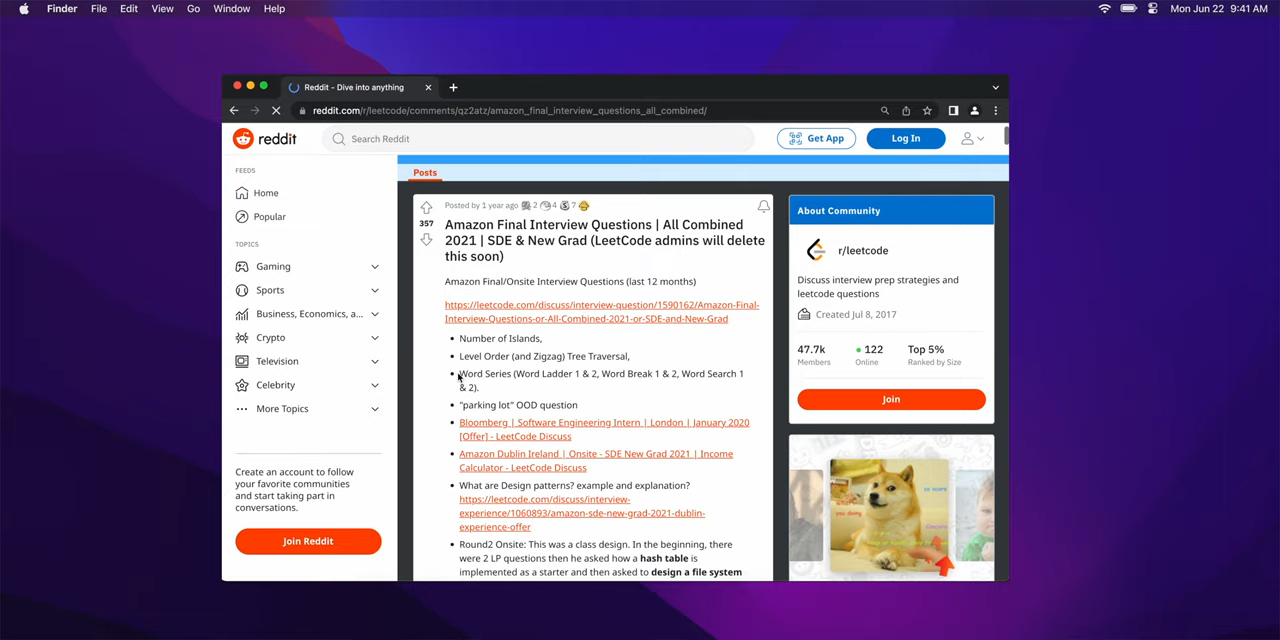 Finder File Edit View Go Window Help
Mon Jun 22 9:41 AM
Reddit - Dive into anything
reddit.com/r/leetcode/comments/qz2atz/amazon_final_interview_questions_all_combined/
reddit
Search Reddit
Get App
Log In
FEEDS
Home
Popular
TOPICS
Gaming
Sports
Business, Economics, a...
Crypto
Television
Celebrity
More Topics
Create an account to follow
your favorite communities
and start taking part in
conversations.
Join Reddit
Posts
357
Posted by 1 year ago 2 4 7
Amazon Final Interview Questions | All Combined
2021 | SDE & New Grad (LeetCode admins will delete
this soon)
Amazon Final/Onsite Interview Questions (last 12 months)
https://leetcode.com/discuss/interview-question/1590162/Amazon-Final-
Interview-Questions-or-All-Combined-2021-or-SDE-and-New-Grad
• Number of Islands,
• Level Order (and Zigzag) Tree Traversal,
• Word Series (Word Ladder 1 & 2, Word Break 1 & 2, Word Search 1
& 2).
• "parking lot" OOD question
• Bloomberg | Software Engineering Intern | London | January 2020
[Offer] - LeetCode Discuss
• Amazon Dublin Ireland | Onsite - SDE New Grad 2021 | Income
Calculator - LeetCode Discuss
• What are Design patterns? example and explanation?
https://leetcode.com/discuss/interview-
experience/1060893/amazon-sde-new-grad-2021-dublin-
experience-offer
• Round2 Onsite: This was a class design. In the beginning, there
were 2 LP questions then he asked how a hash table is
implemented as a starter and then asked to design a file system
About Community
r/leetcode
Discuss interview prep strategies and
leetcode questions
Created Jul 8, 2017
47.7k
Members
122
Online
Top 5%
Ranked by Size
Join